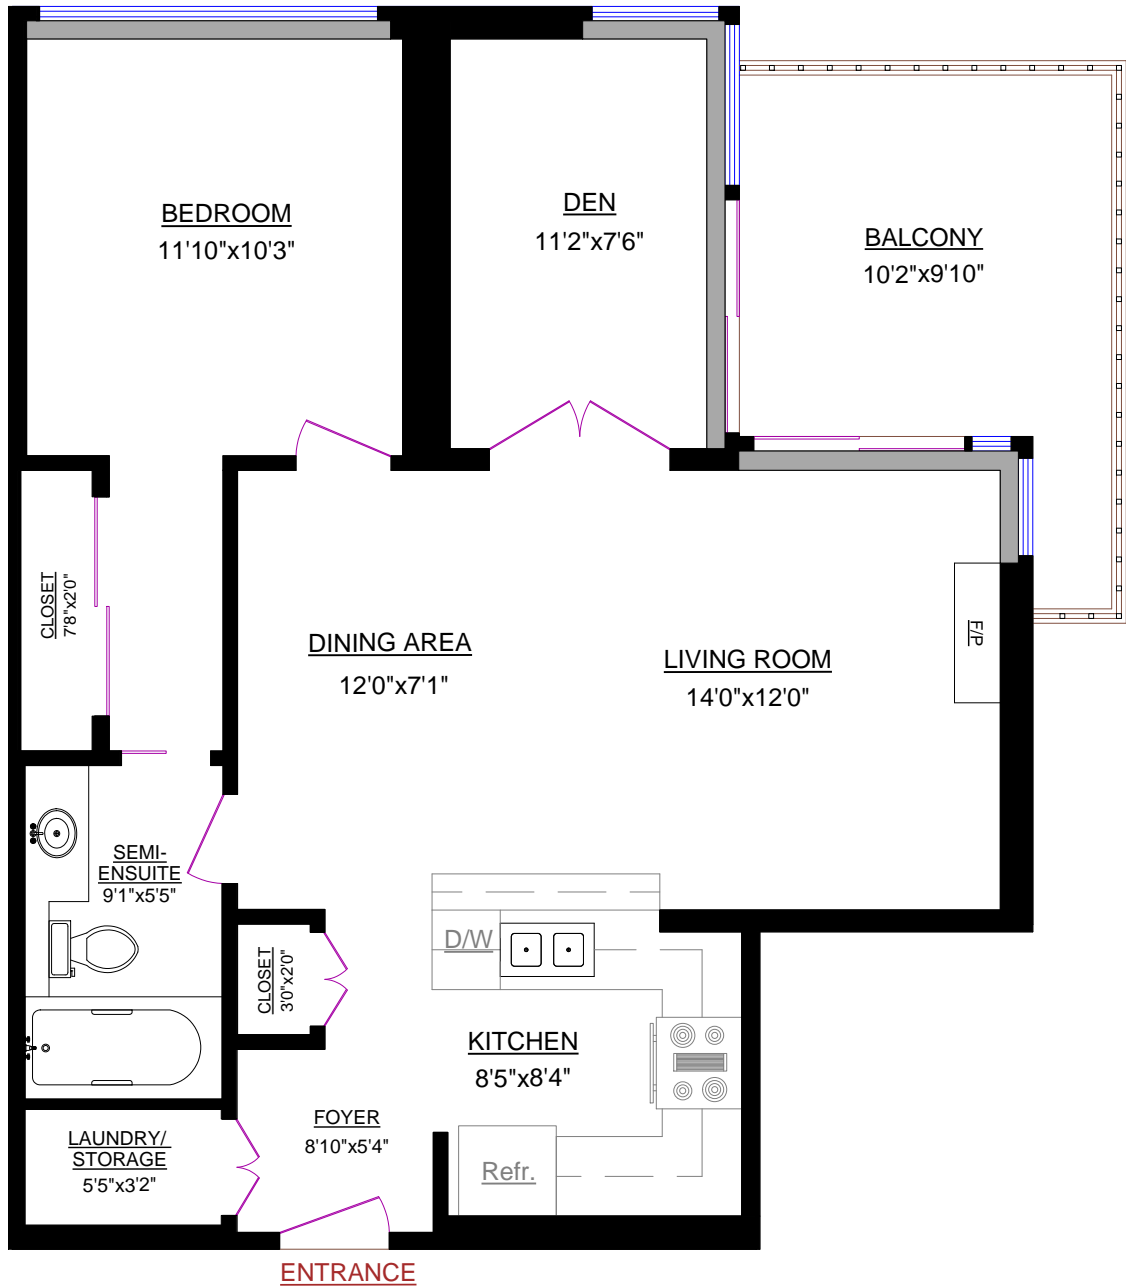 BEDROOM
11'10"x10'3"
DEN
11'2"x7'6"
BALCONY
10'2"x9'10"
CLOSET
7'8"x2'0"
DINING AREA
12'0"x7'1"
LIVING ROOM
14'0"x12'0"
F/P
SEMI-
ENSUITE
9'1"x5'5"
D/W
CLOSET
3'0"x2'0"
KITCHEN
8'5"x8'4"
FOYER
8'10"x5'4"
LAUNDRY/
STORAGE
5'5"x3'2"
Refr.
ENTRANCE